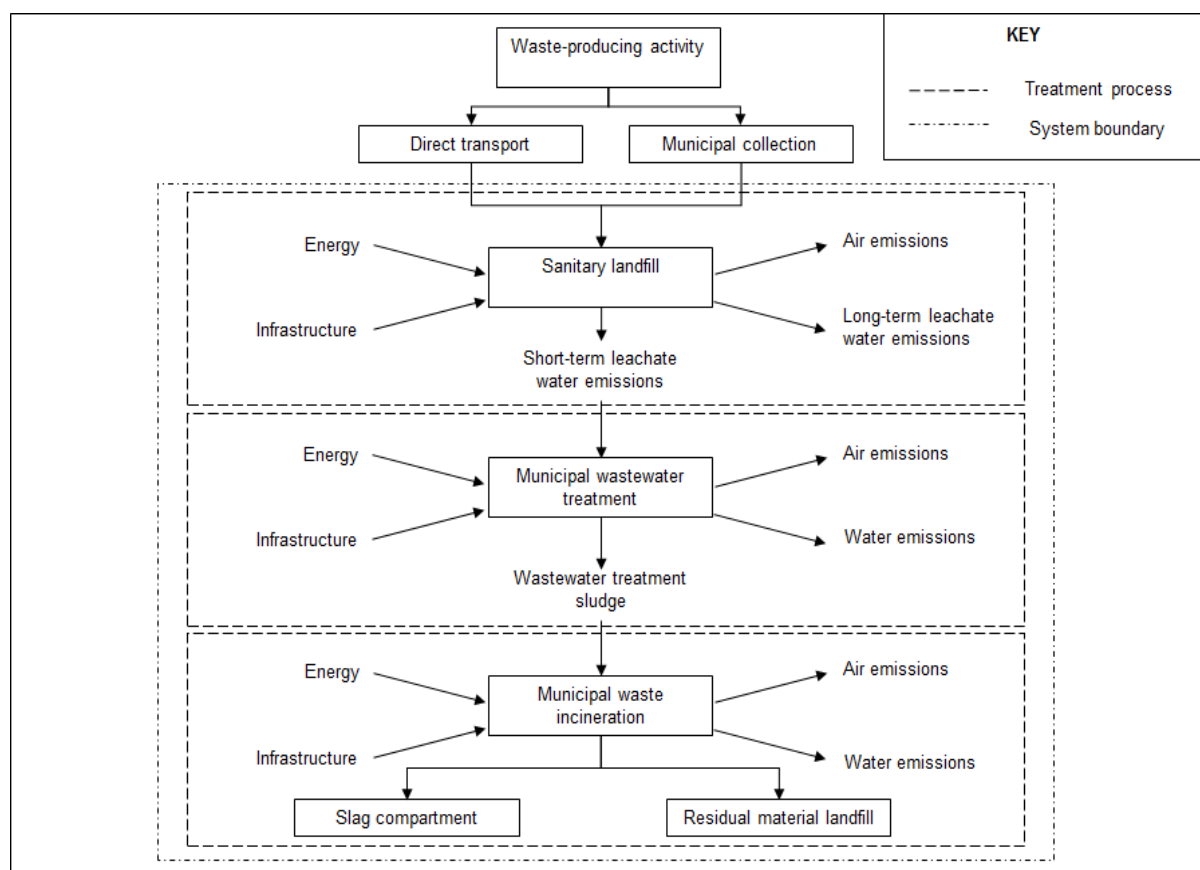 Waste-producing activity
KEY
Treatment process
System boundary
Direct transport
Municipal collection
Energy
Infrastructure
Sanitary landfill
Air emissions
Long-term leachate
water emissions
Short-term leachate
water emissions
Energy
Infrastructure
Municipal wastewater
treatment
Air emissions
Water emissions
Wastewater treatment
sludge
Energy
Infrastructure
Municipal waste
incineration
Air emissions
Water emissions
Slag compartment
Residual material landfill